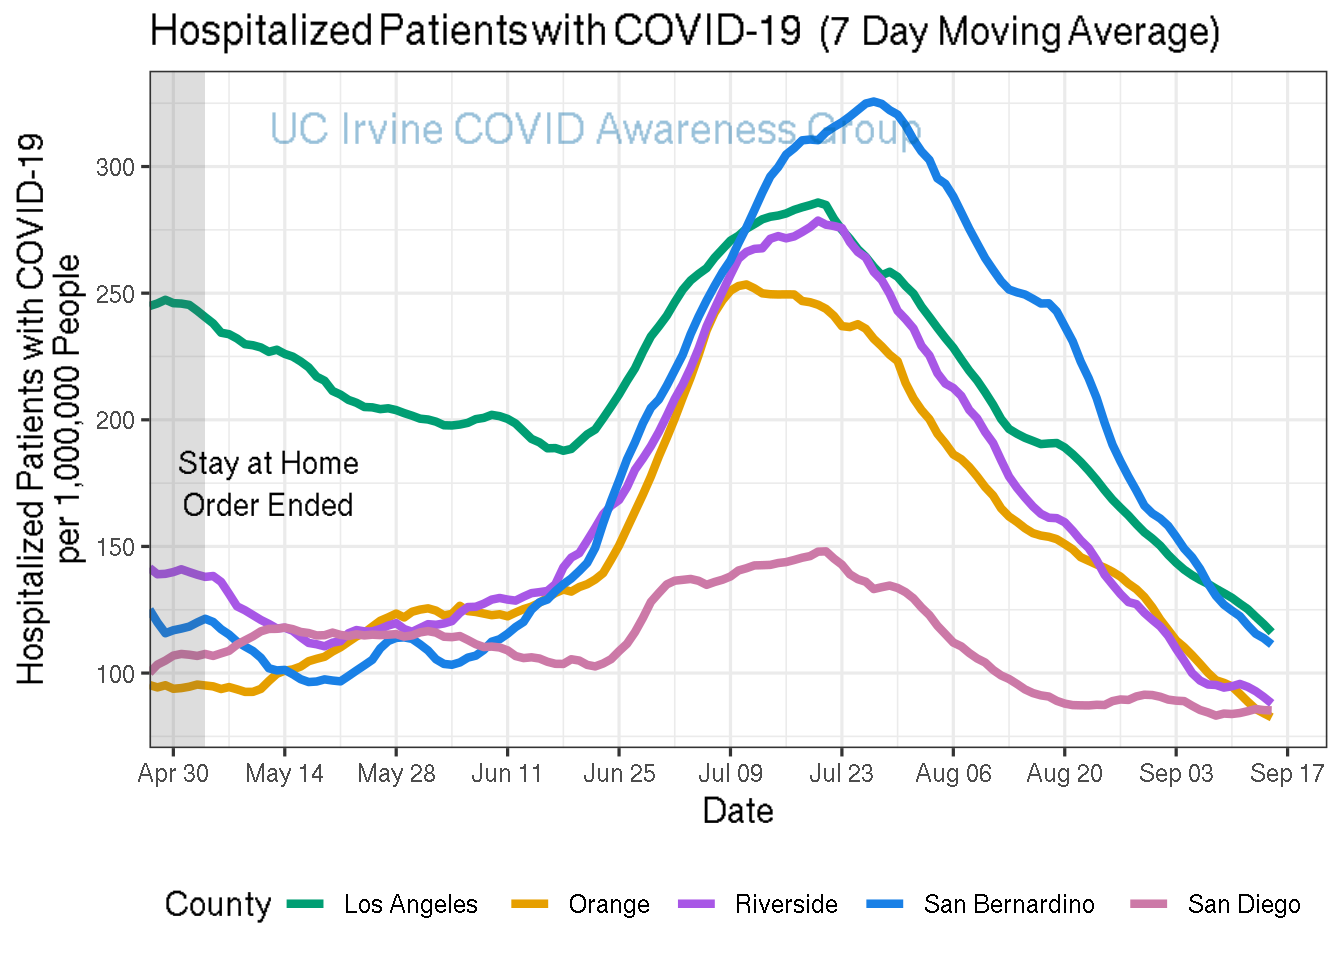 Hospitalized Patients with COVID-19 (7 Day Moving Average)
UC Irvine COVID Awareness Group
Hospitalized Patients with COVID-19
per 1,000,000 People
300
250
200
150
100
Stay at Home
Order Ended
Apr 30 May 14 May 28 Jun 11 Jun 25 Jul 09 Jul 23 Aug 06 Aug 20 Sep 03 Sep 17
Date
County Los Angeles Orange Riverside San Bernardino San Diego